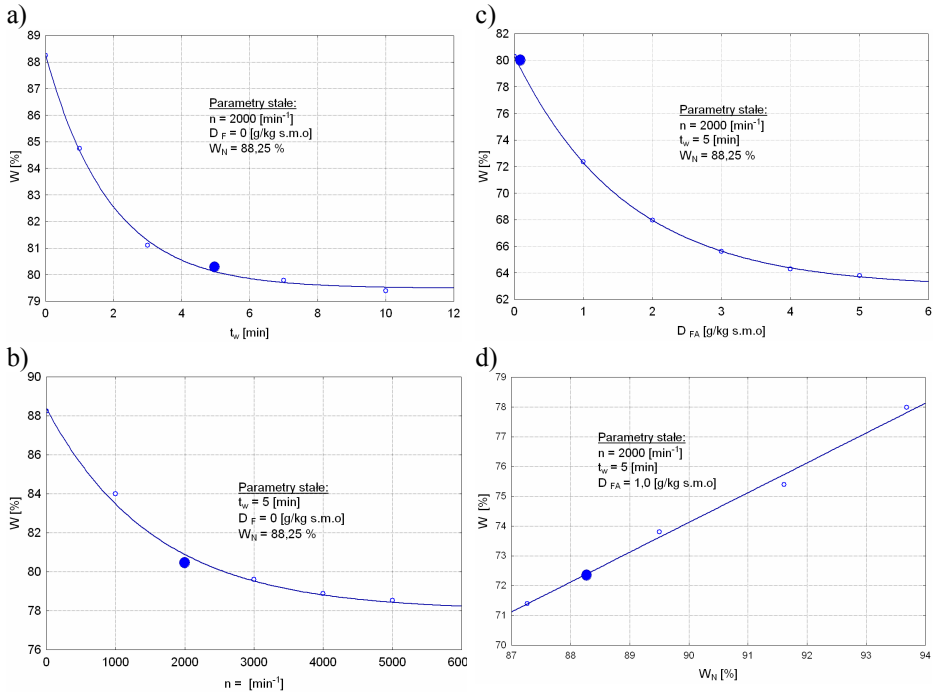 a)
89
88
87
86
85
84
83
82
81
80
79
W [%]
Parametry stałe:
n = 2000 [min⁻¹]
D F = 0 [g/kg s.m.o]
W_N = 88,25 %
0 2 4 6 8 10 12
t_w [min]
c)
82
80
78
76
74
72
70
68
66
64
62
W [%]
Parametry stałe:
n = 2000 [min⁻¹]
t_w = 5 [min]
W_N = 88,25 %
0 1 2 3 4 5 6
D FA [g/kg s.m.o]
b)
90
88
84
82
80
78
76
W [%]
Parametry stałe:
t_w = 5 [min]
D F = 0 [g/kg s.m.o]
W_N = 88,25 %
0 1000 2000 3000 4000 5000 6000
n = [min⁻¹]
d)
79
78
77
76
75
74
73
72
71
70
W [%]
Parametry stałe:
n = 2000 [min⁻¹]
t_w = 5 [min]
D FA = 1,0 [g/kg s.m.o]
87 88 89 90 91 92 93 94
W_N [%]